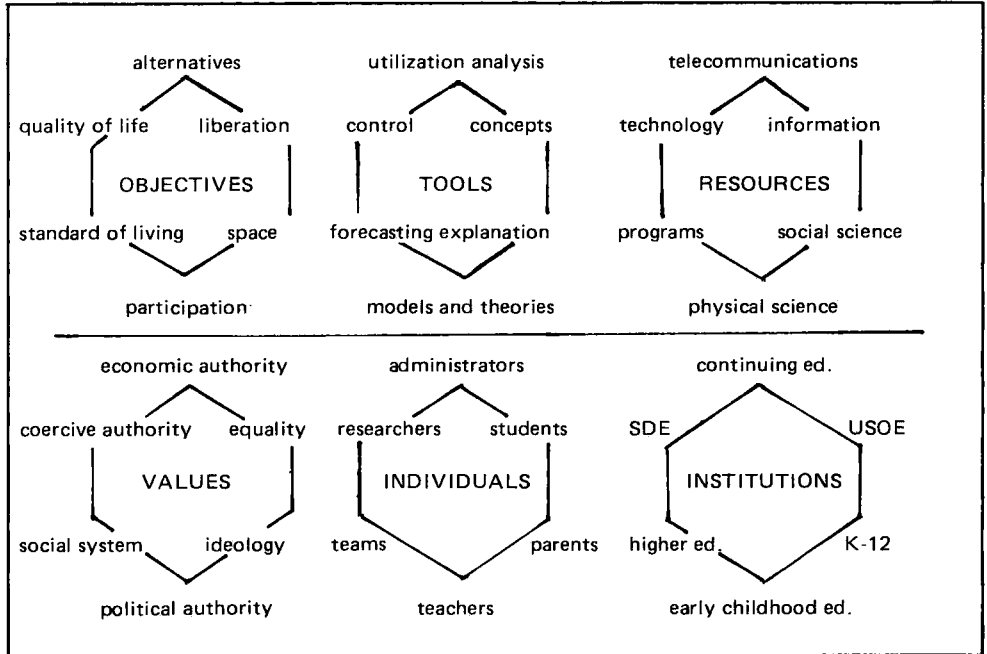 alternatives utilization analysis telecommunications
quality of life liberation control concepts technology information
OBJECTIVES TOOLS RESOURCES
standard of living space forecasting explanation programs social science
participation models and theories physical science
economic authority administrators continuing ed.
coercive authority equality researchers students SDE USOE
VALUES INDIVIDUALS INSTITUTIONS
social system ideology teams parents higher ed. K-12
political authority teachers early childhood ed.